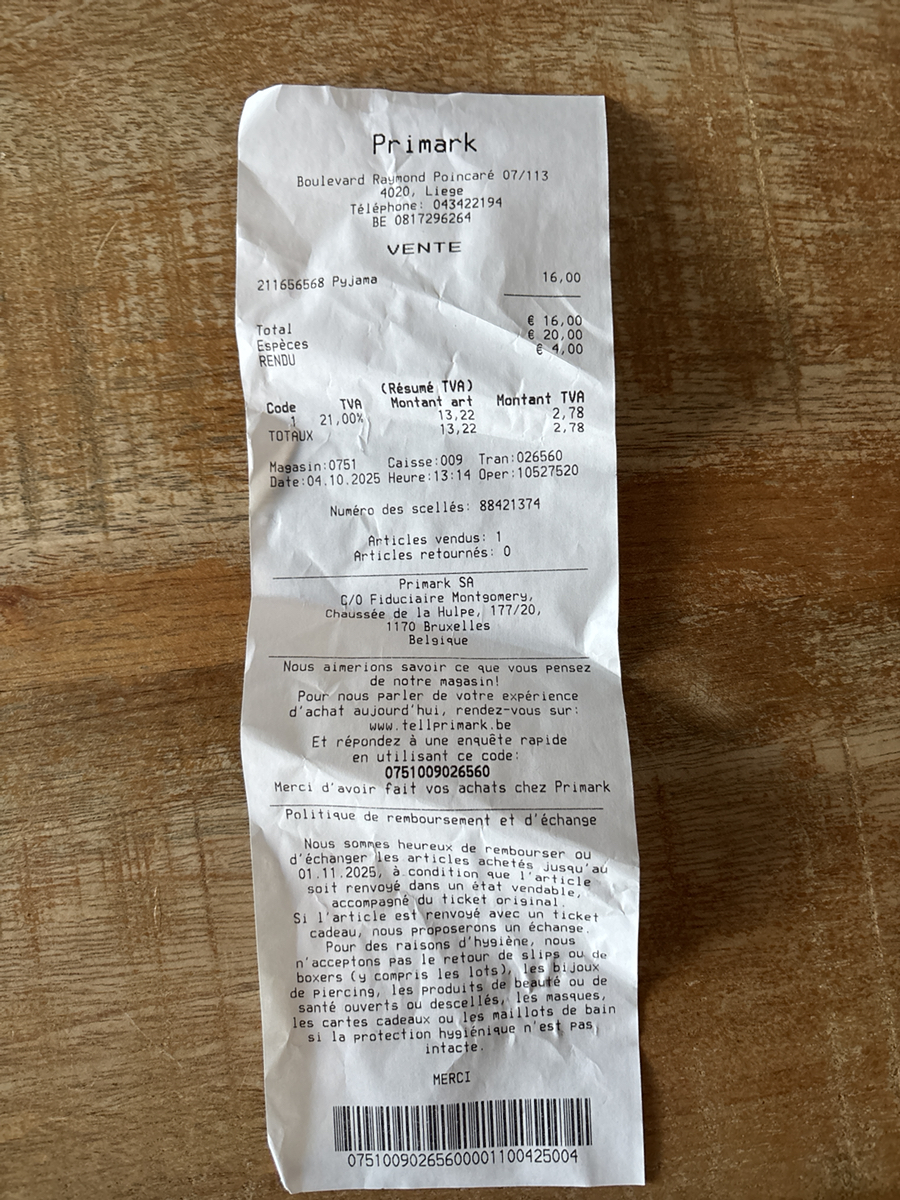 Primark
Boulevard Raymond Poincaré 07/113
4020, Liege
Téléphone: 043422194
BE 0817296264
VENTE
211656568 Pyjama 16,00
Total € 16,00
Espèces € 20,00
RENDU € 4,00
(Résumé TVA)
Code TVA Montant art Montant TVA
1 21,00% 13,22 2,78
TOTAUX 13,22 2,78
Magasin:0751 Caisse:009 Tran:026560
Date:04.10.2025 Heure:13:14 Oper:10527520
Numéro des scellés: 88421374
Articles vendus: 1
Articles retournés: 0
Primark SA
C/O Fiduciaire Montgomery,
Chaussée de la Hulpe, 177/20,
1170 Bruxelles
Belgique
Nous aimerions savoir ce que vous pensez
de notre magasin!
Pour nous parler de votre expérience
d'achat aujourd'hui, rendez-vous sur:
www.tellprimark.be
Et répondez à une enquête rapide
en utilisant ce code:
0751009026560
Merci d'avoir fait vos achats chez Primark
Politique de remboursement et d'échange
Nous sommes heureux de rembourser ou
d'échanger les articles achetés jusqu'au
01.11.2025, à condition que l'article
soit renvoyé dans un état vendable,
accompagné du ticket original.
Si l'article est renvoyé avec un ticket
cadeau, nous proposerons un échange.
Pour des raisons d'hygiène, nous
n'acceptons pas le retour de slips ou de
boxers (y compris les lots), les bijoux
de piercing, les produits de beauté ou de
santé ouverts ou descellés, les masques,
les cartes cadeaux ou les maillots de bain
si la protection hygiénique n'est pas
intacte.
MERCI
07510090265600001100425004